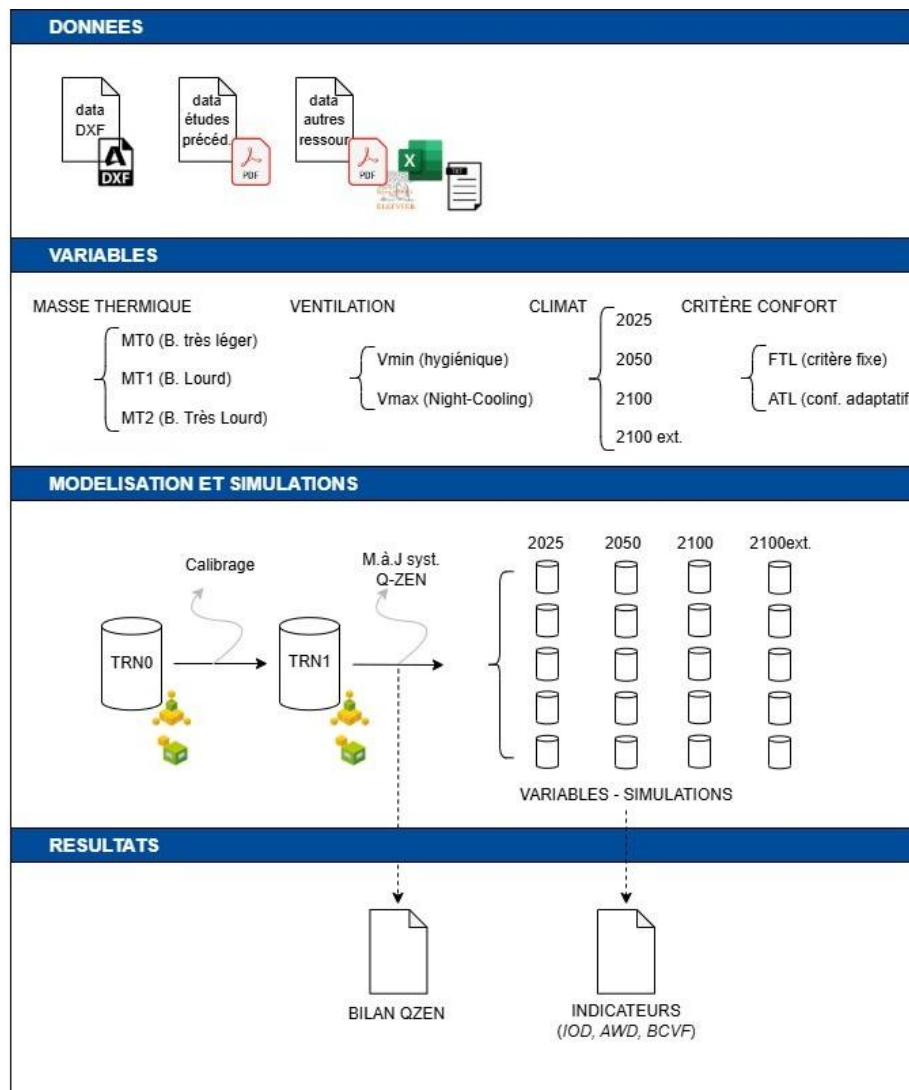 DONNEES
data
DXF
DXF
data
études
précéd.
PDF
data
autres
ressour.
PDF
X
ELSEVIER
TXT
VARIABLES
MASSE THERMIQUE
MT0 (B. très léger)
MT1 (B. Lourd)
MT2 (B. Très Lourd)
VENTILATION
Vmin (hygiénique)
Vmax (Night-Cooling)
CLIMAT
2025
2050
2100
2100 ext.
CRITÈRE CONFORT
FTL (critère fixe)
ATL (conf. adaptatif
MODELISATION ET SIMULATIONS
Calibrage
M.à.J syst.
Q-ZEN
TRN0
TRN1
2025 2050 2100 2100ext.
VARIABLES - SIMULATIONS
RESULTATS
BILAN QZEN
INDICATEURS
(IOD, AWD, BCVF)